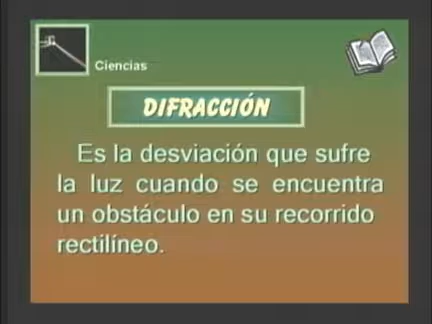 Ciencias
DIFRACCIÓN
Es la desviación que sufre
la luz cuando se encuentra
un obstáculo en su recorrido
rectilíneo.